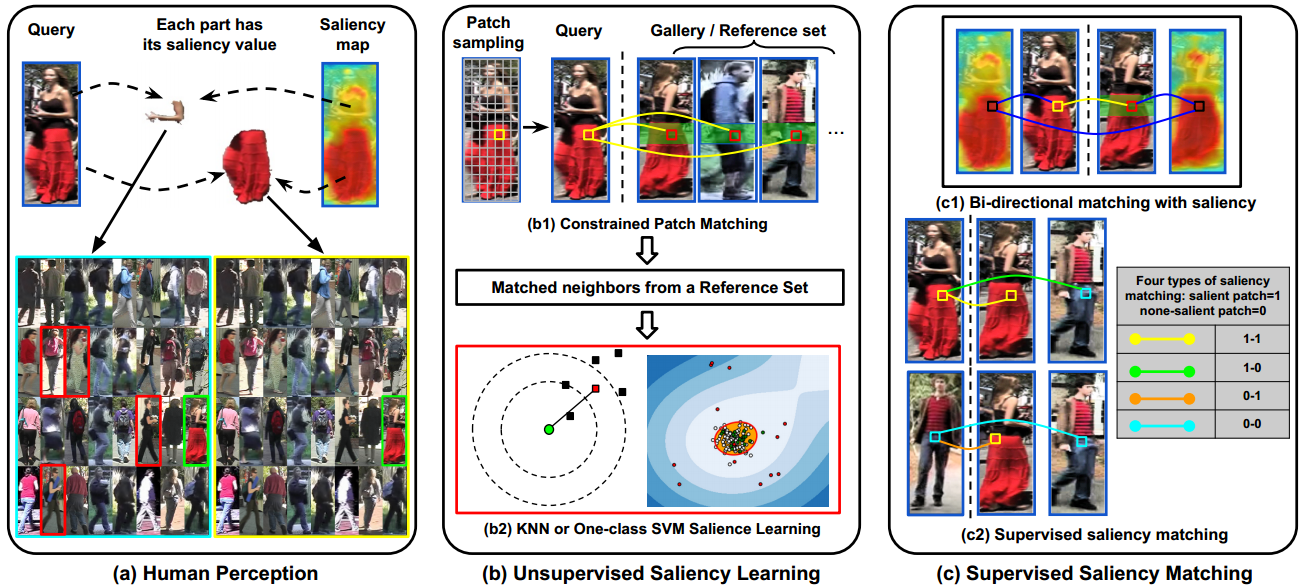 Query
Each part has
its saliency value
Saliency
map
(a) Human Perception
Patch
sampling
Query
Gallery / Reference set
...
(b1) Constrained Patch Matching
Matched neighbors from a Reference Set
(b2) KNN or One-class SVM Salience Learning
(b) Unsupervised Saliency Learning
(c1) Bi-directional matching with saliency
Four types of saliency
matching: salient patch=1
none-salient patch=0
1-1
1-0
0-1
0-0
(c2) Supervised saliency matching
(c) Supervised Saliency Matching